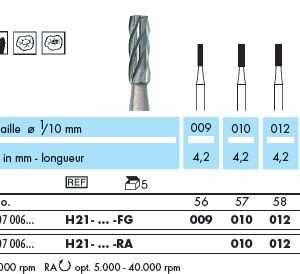 aille ø 1/10 mm 009 010 012
in mm - longueur 4,2 4,2 4,2
REF 5
o. 56 57 58
07 006... H21- ... -FG 009 010 012
07 006... H21- ... -RA 010 012
000 rpm RA opt. 5.000 - 40.000 rpm